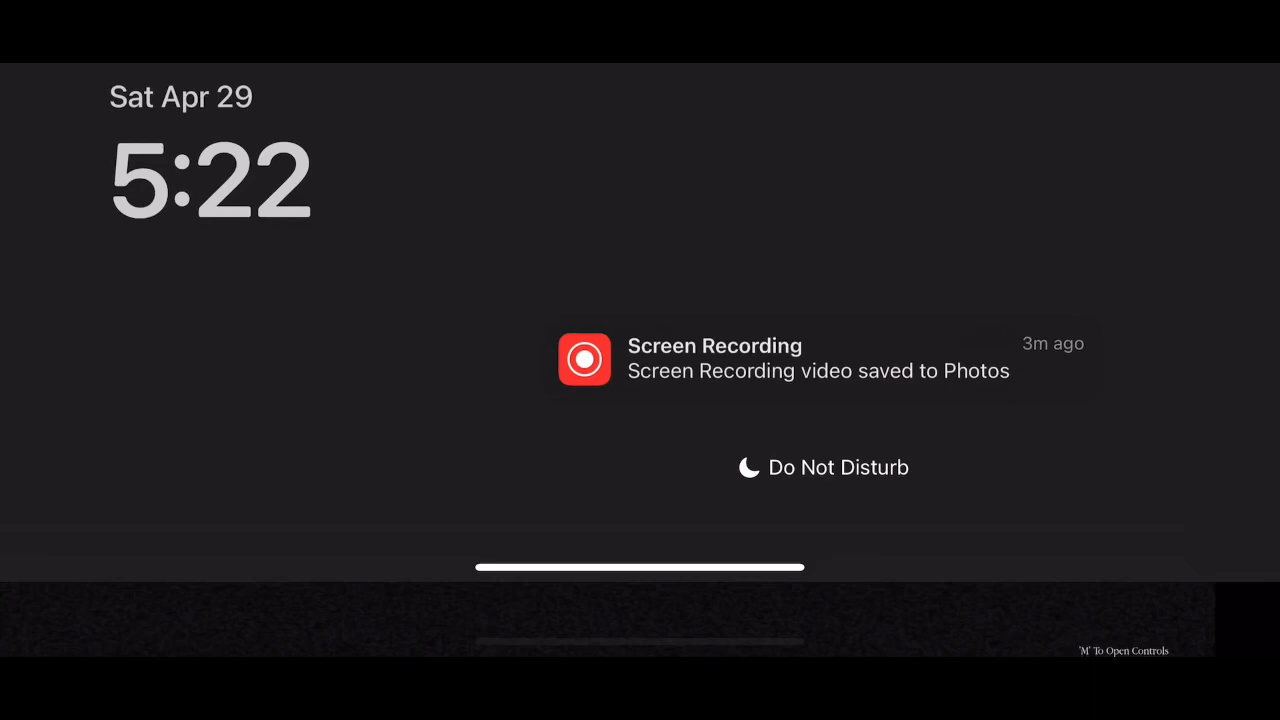 Sat Apr 29
5:22
Screen Recording
3m ago
Screen Recording video saved to Photos
Do Not Disturb
'M' To Open Controls